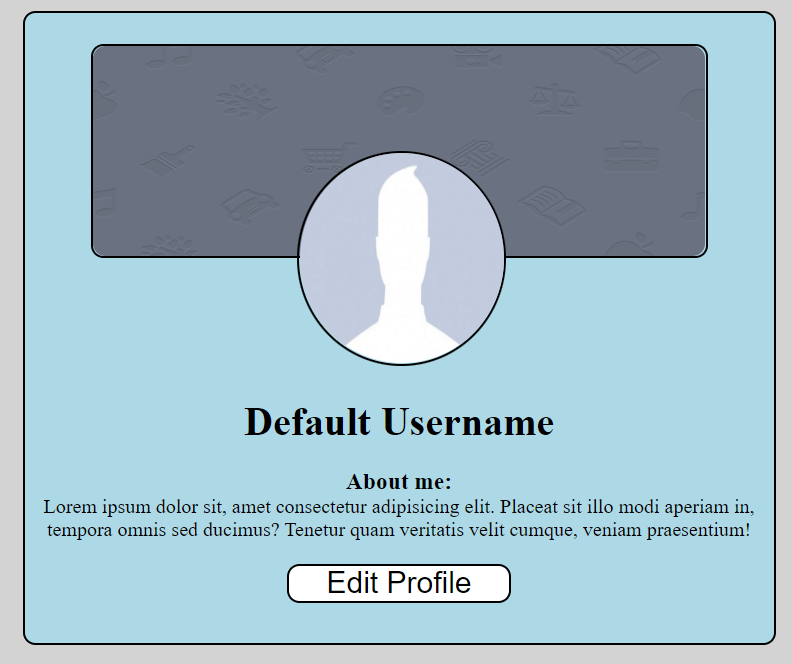 Default Username
About me:
Lorem ipsum dolor sit, amet consectetur adipisicing elit. Placeat sit illo modi aperiam in,
tempora omnis sed ducimus? Tenetur quam veritatis velit cumque, veniam praesentium!
Edit Profile